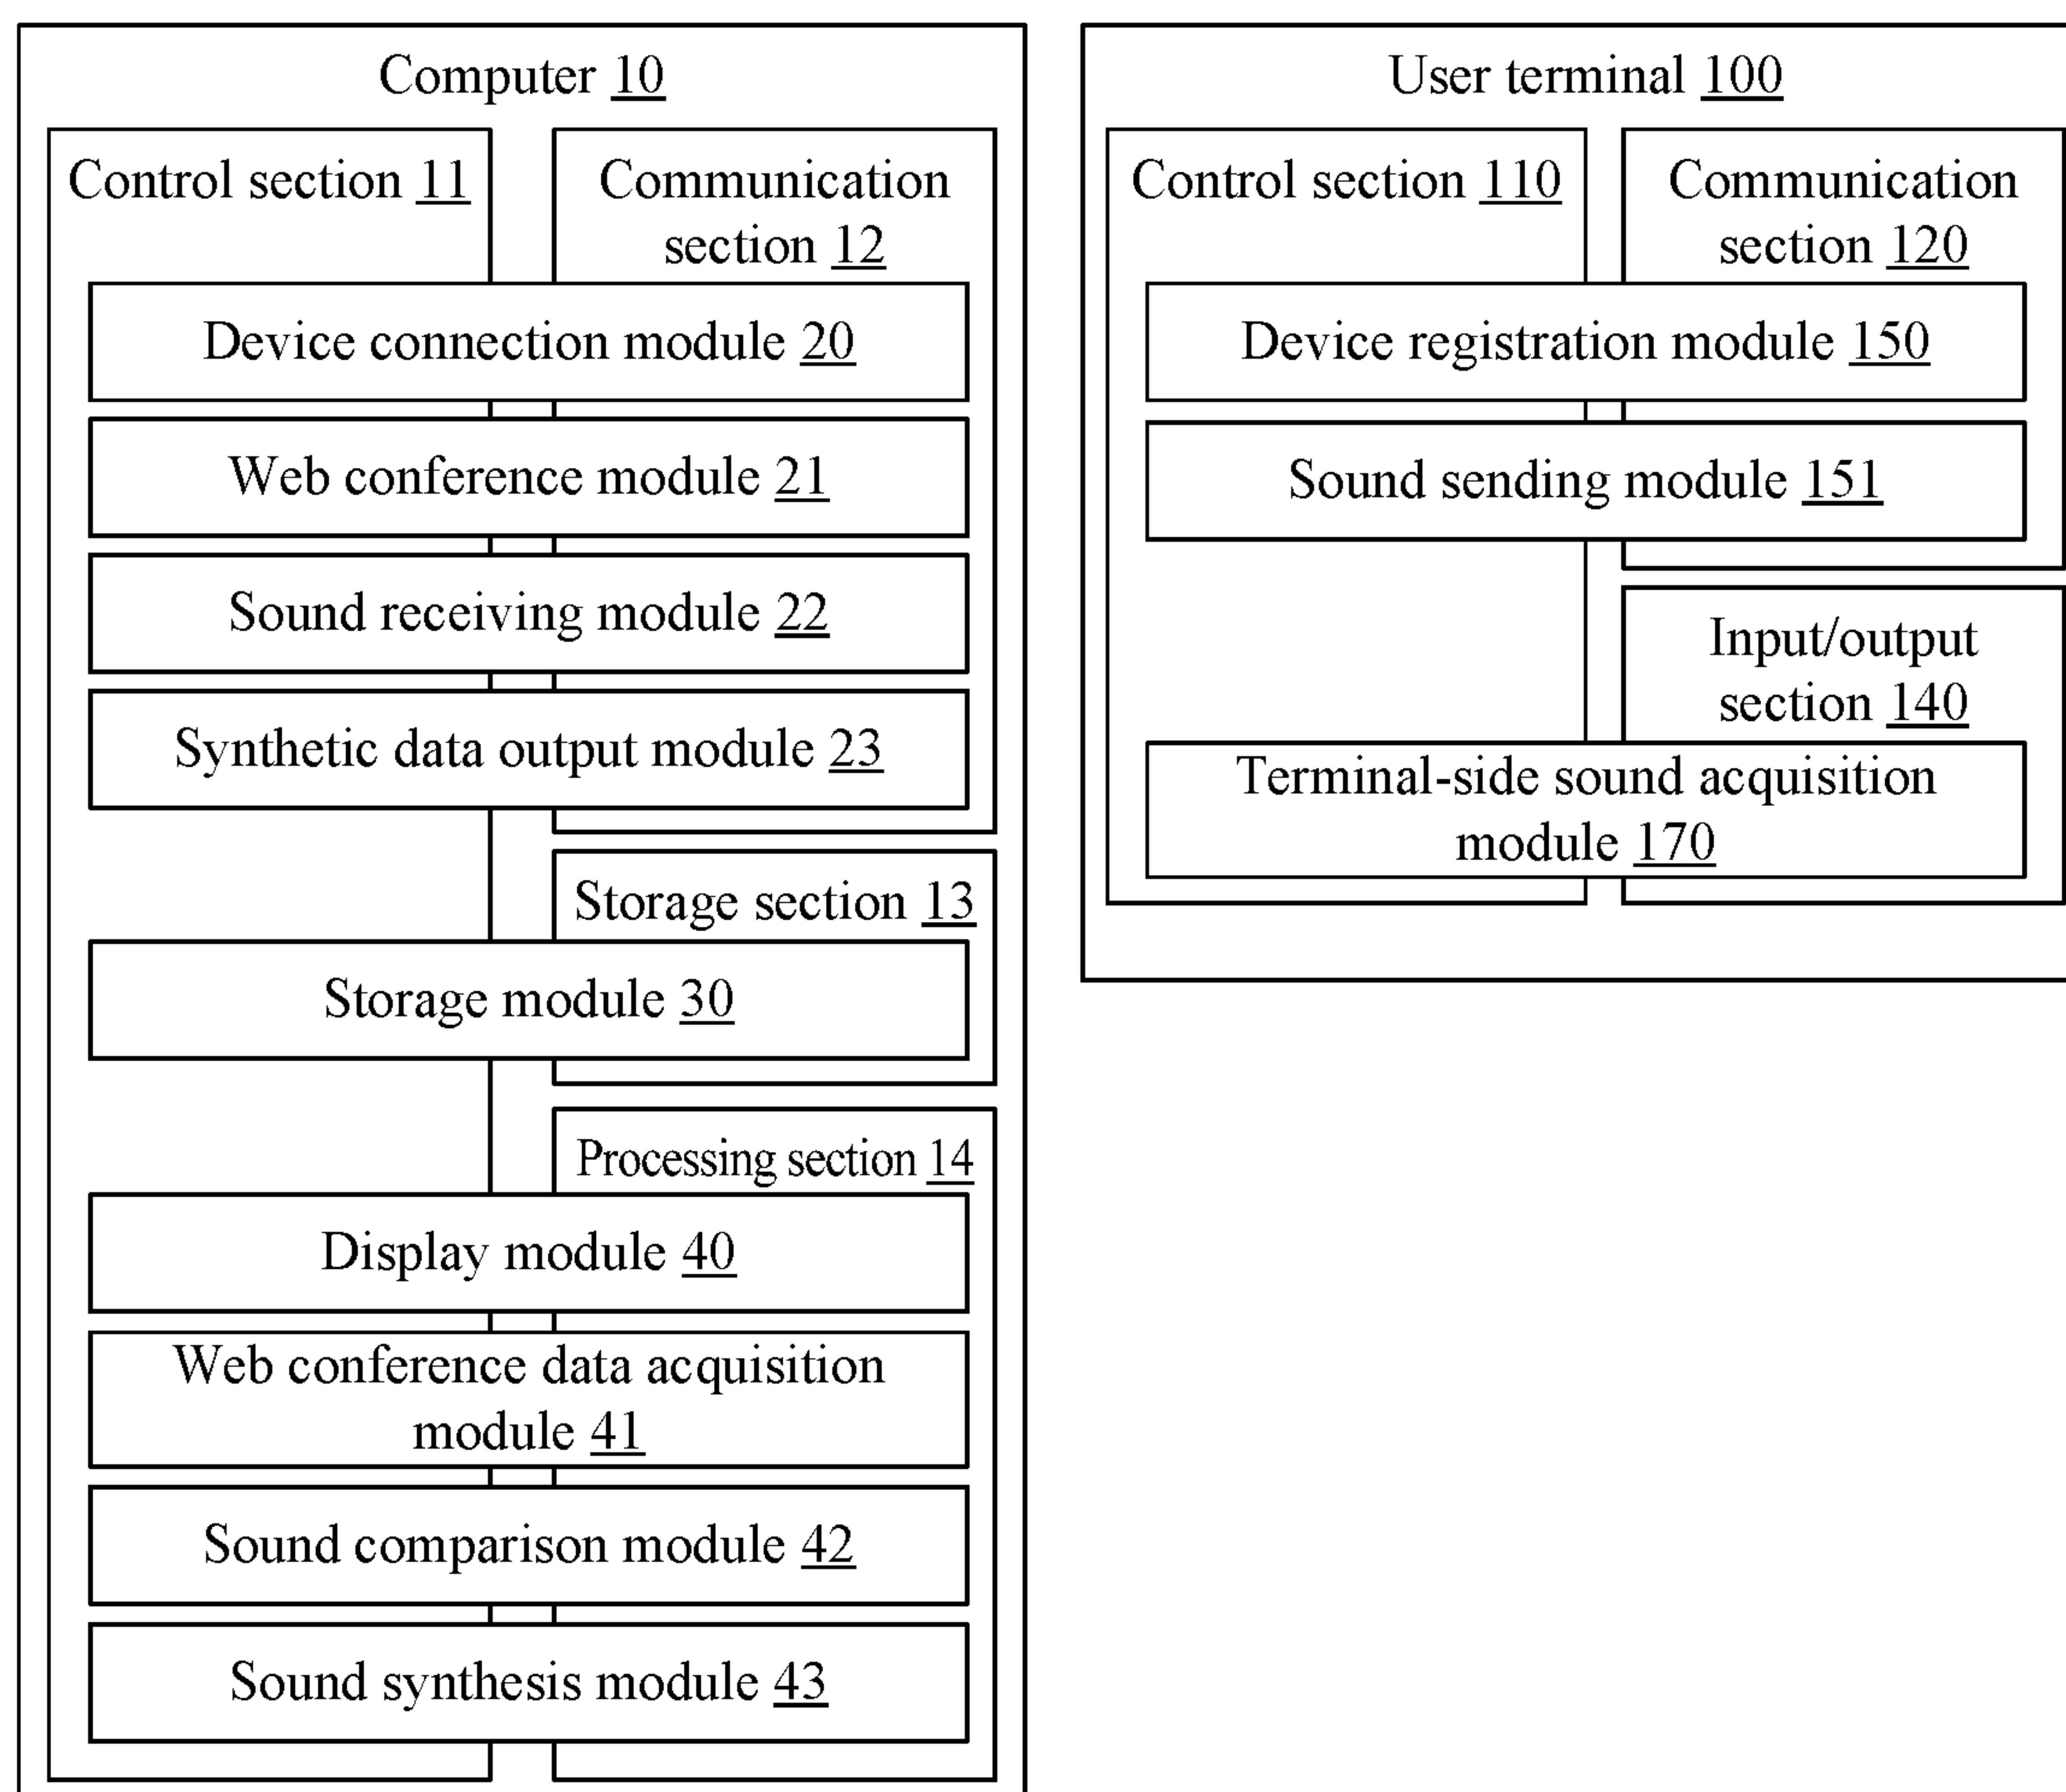 Computer 10
Control section 11
Communication
section 12
Device connection module 20
Web conference module 21
Sound receiving module 22
Synthetic data output module 23
Storage section 13
Storage module 30
Processing section 14
Display module 40
Web conference data acquisition
module 41
Sound comparison module 42
Sound synthesis module 43
User terminal 100
Control section 110
Communication
section 120
Device registration module 150
Sound sending module 151
Input/output
section 140
Terminal-side sound acquisition
module 170